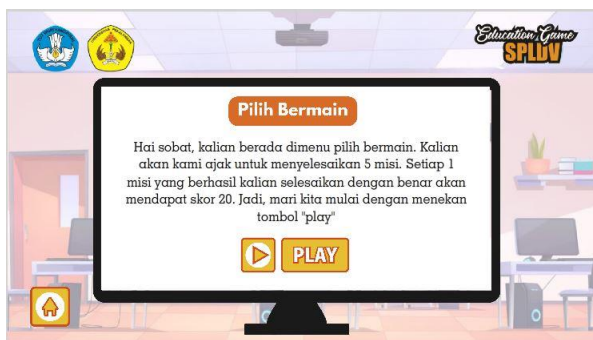 Education Game
SPLDV
Pilih Bermain
Hai sobat, kalian berada dimenu pilih bermain. Kalian
akan kami ajak untuk menyelesaikan 5 misi. Setiap 1
misi yang berhasil kalian selesaikan dengan benar akan
mendapat skor 20. Jadi, mari kita mulai dengan menekan
tombol "play"
PLAY